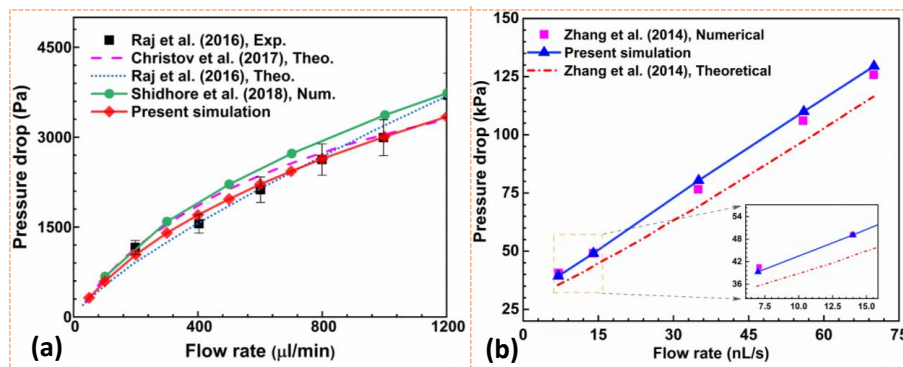 4500
3000
1500
0
Pressure drop (Pa)
Raj et al. (2016), Exp.
Christov et al. (2017), Theo.
Raj et al. (2016), Theo.
Shidhore et al. (2018), Num.
Present simulation
0
400
800
1200
Flow rate (μl/min)
(a)
150
125
100
75
50
25
Pressure drop (kPa)
Zhang et al. (2014), Numerical
Present simulation
Zhang et al. (2014), Theoretical
54
48
42
36
7.5
10.0
12.5
15.0
0
15
30
45
60
75
Flow rate (nL/s)
(b)